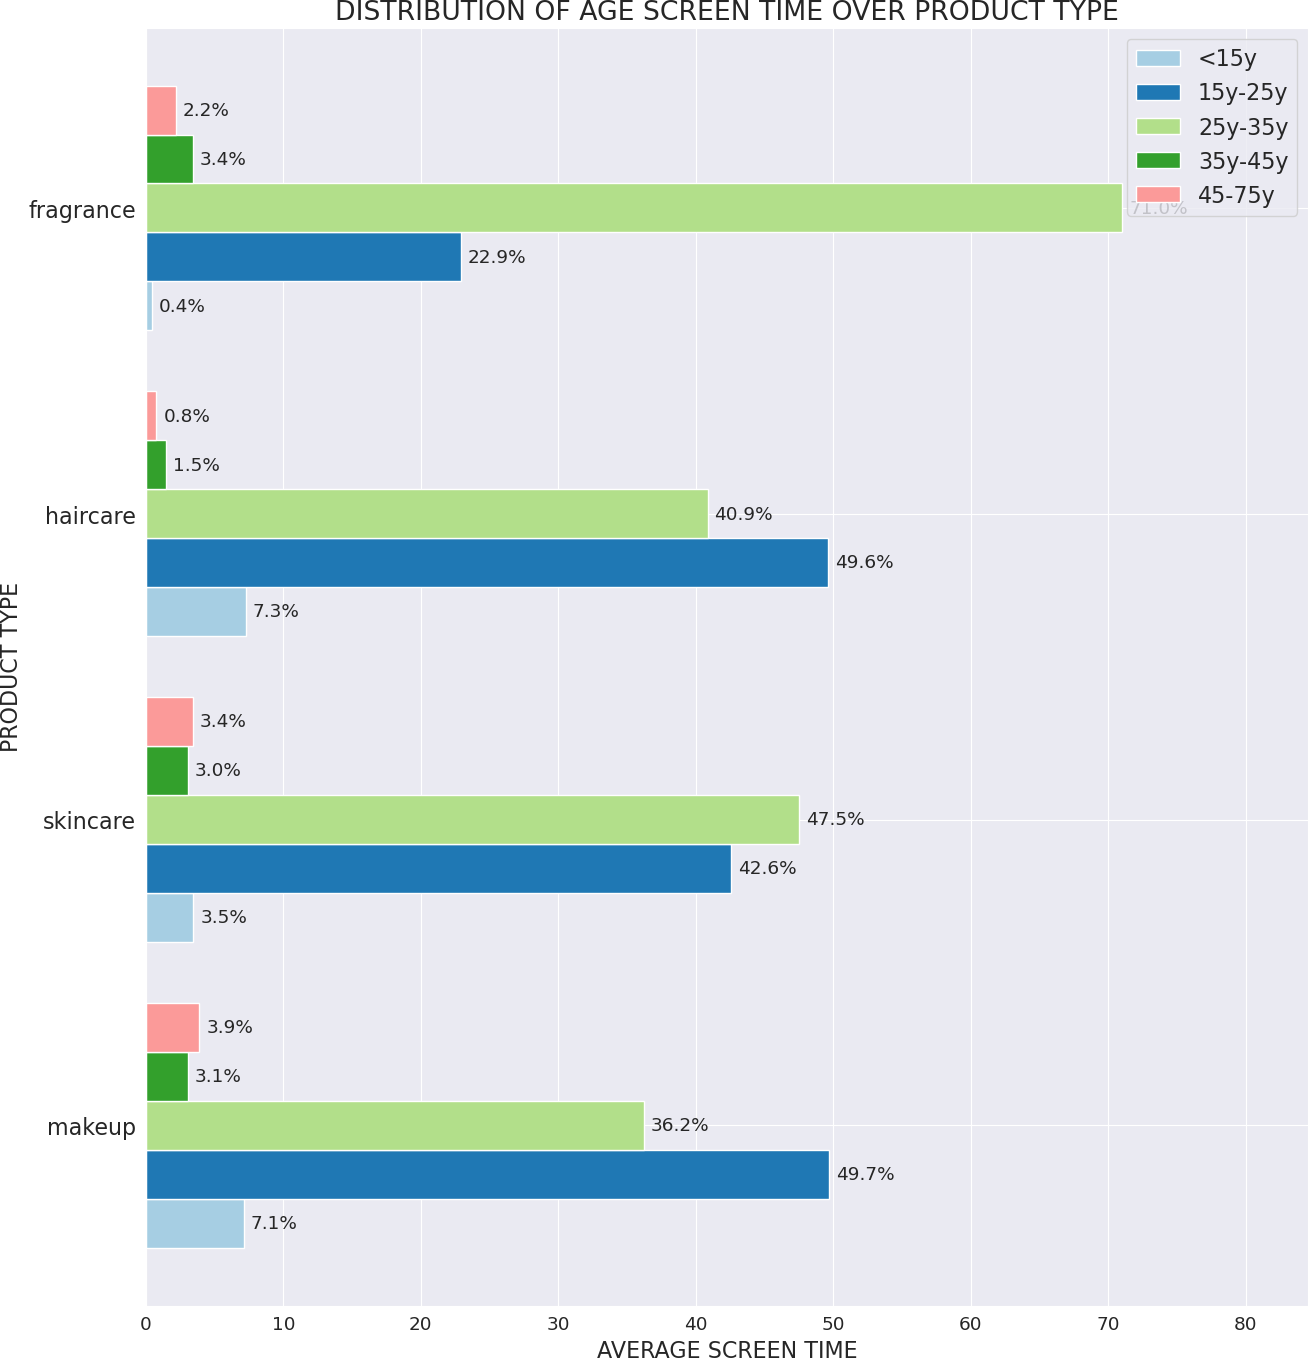 DISTRIBUTION OF AGE SCREEN TIME OVER PRODUCT TYPE
<15y
15y-25y
25y-35y
35y-45y
45-75y
2.2%
3.4%
fragrance
71.0%
22.9%
0.4%
0.8%
1.5%
haircare
40.9%
49.6%
7.3%
PRODUCT TYPE
3.4%
3.0%
skincare
47.5%
42.6%
3.5%
3.9%
3.1%
makeup
36.2%
49.7%
7.1%
0 10 20 30 40 50 60 70 80
AVERAGE SCREEN TIME